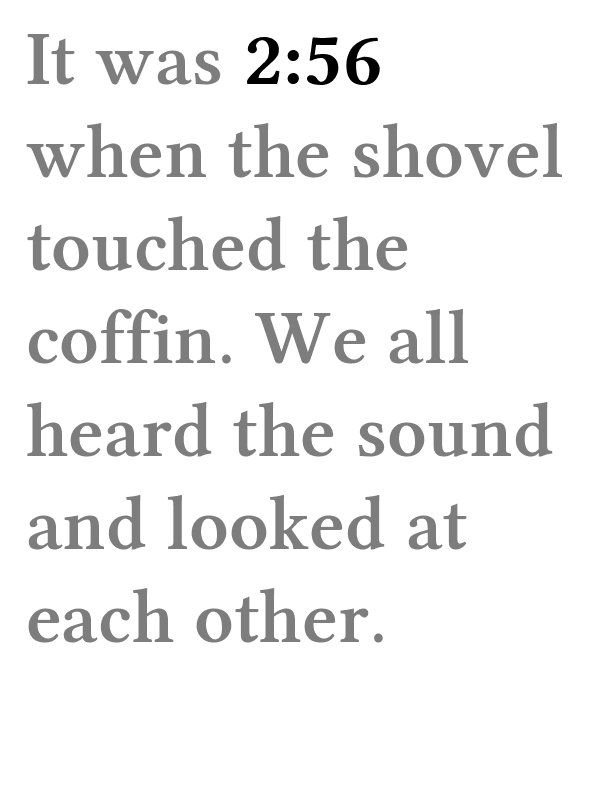 It was 2:56
when the shovel
touched the
coffin. We all
heard the sound
and looked at
each other.